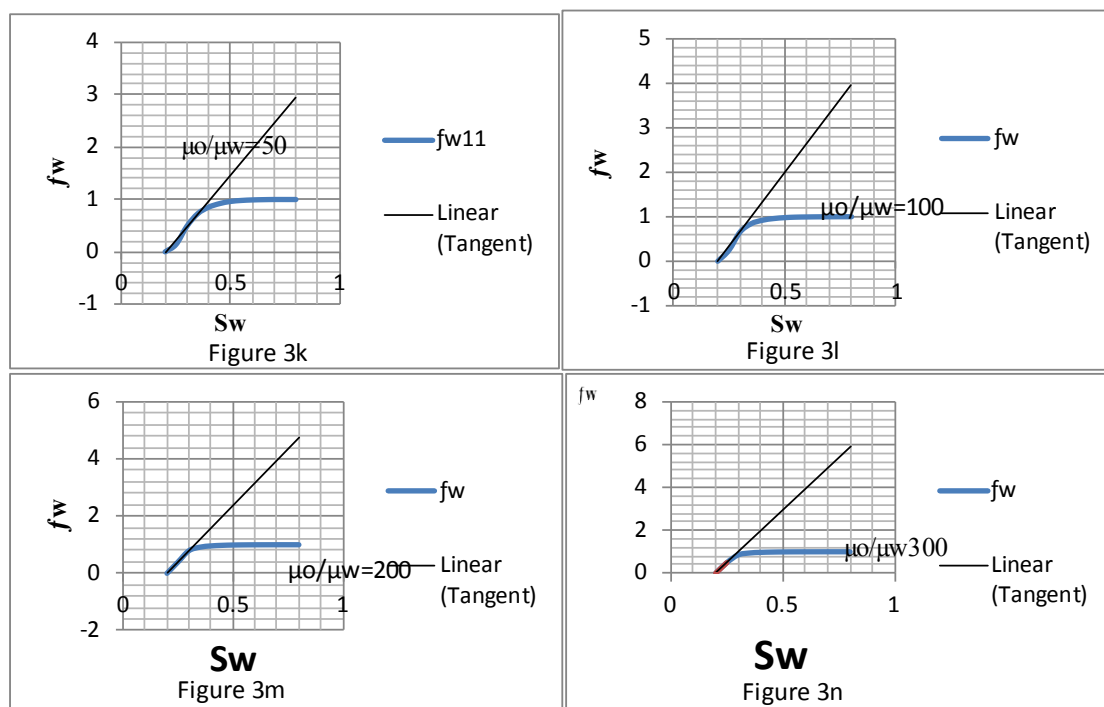 4
3
2
1
0
-1
fw
μo/μw=50
0
0.5
1
Sw
fw11
Linear
(Tangent)
Figure 3k
5
4
3
2
1
0
-1
fw
μo/μw=100
0
0.5
1
Sw
fw
Linear
(Tangent)
Figure 3l
6
4
2
0
-2
fw
μo/μw=200
0
0.5
1
Sw
fw
Linear
(Tangent)
Figure 3m
fw
8
6
4
2
0
μo/μw300
0
0.5
1
Sw
fw
Linear
(Tangent)
Figure 3n